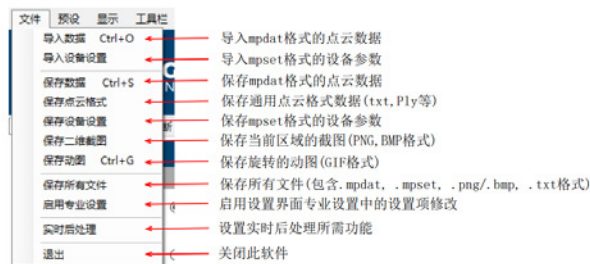 文件 预设 显示 工具栏
导入数据 Ctrl+O 导入mpdat格式的点云数据
导入设备设置 导入mpset格式的设备参数
保存数据 Ctrl+S 保存mpdat格式的点云数据
保存点云格式 保存通用点云格式数据(txt,Ply等)
保存设备设置 保存mpset格式的设备参数
保存二维截图 保存当前区域的截图(PNG,BMP格式)
保存动图 Ctrl+G 保存旋转的动图(GIF格式)
保存所有文件 保存所有文件(包含.mpdat, .mpset, .png/.bmp, .txt格式)
启用专业设置 启用设置界面专业设置中的设置项修改
实时后处理 设置实时后处理所需功能
退出 关闭此软件